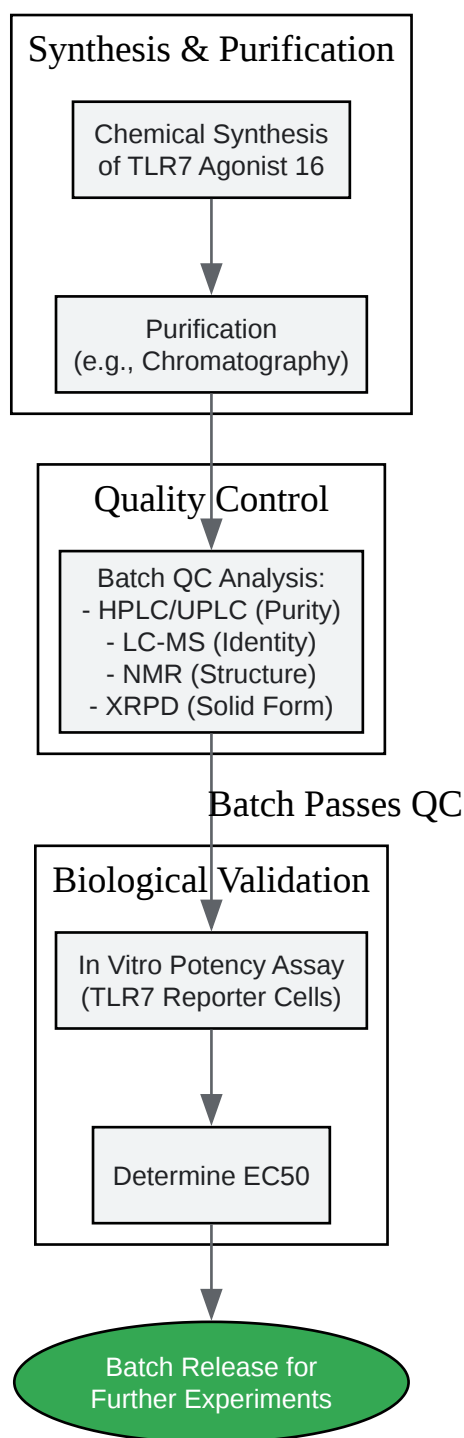 Synthesis & Purification
Chemical Synthesis
of TLR7 Agonist 16
Purification
(e.g., Chromatography)
Quality Control
Batch QC Analysis:
- HPLC/UPLC (Purity)
- LC-MS (Identity)
- NMR (Structure)
- XRPD (Solid Form)
Batch Passes QC
Biological Validation
In Vitro Potency Assay
(TLR7 Reporter Cells)
Determine EC50
Batch Release for
Further Experiments